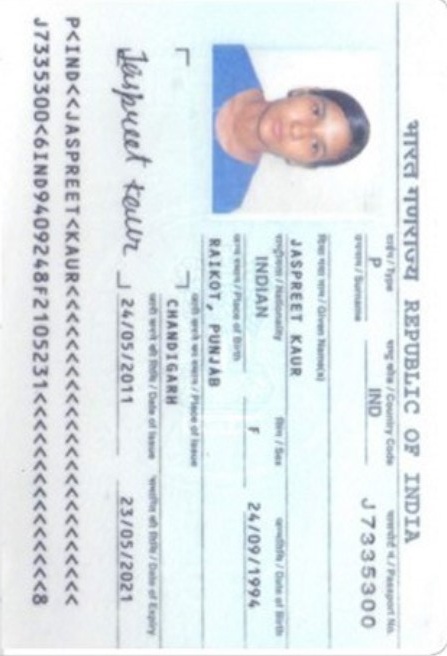 भारत गणराज्य REPUBLIC OF INDIA
टाईप / Type राष्ट्र कोड / Country Code पासपोर्ट नं. / Passport No.
P IND J7335300
उपनाम / Surname
दिया गया नाम / Given Name(s)
JASPREET KAUR
राष्ट्रीयता / Nationality लिंग / Sex जन्मतिथि / Date of Birth
INDIAN F 24/09/1994
जन्म स्थान / Place of Birth
RAIKOT, PUNJAB
जारी करने का स्थान / Place of Issue
CHANDIGARH
जारी करने की तिथि / Date of Issue समाप्ति की तिथि / Date of Expiry
24/05/2011 23/05/2021
Jaspreet kaur
P<IND<<JASPREET<KAUR<<<<<<<<<<<<<<<<<<<<<<<<
J7335300<6IND9409248F2105231<<<<<<<<<<<<<<<8